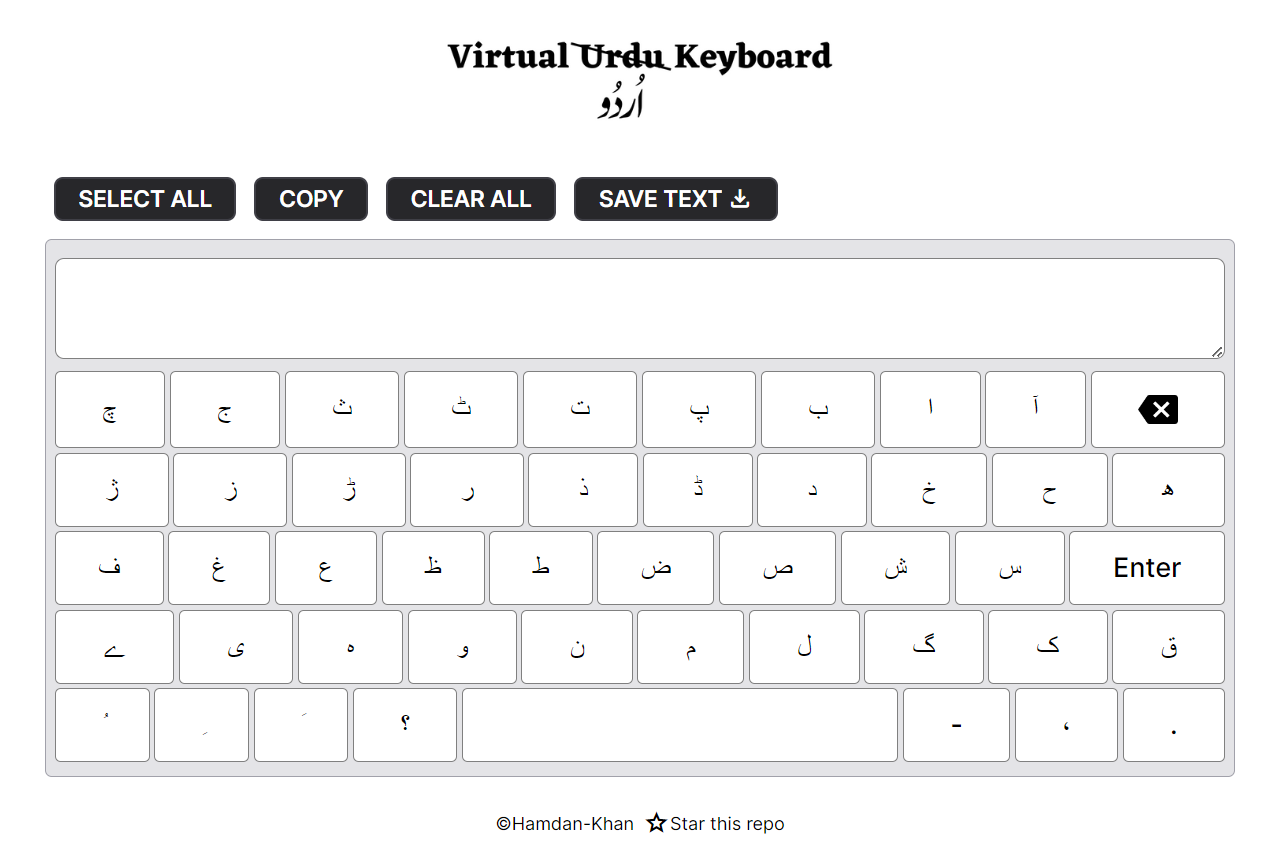 Virtual Urdu Keyboard
اُردُو
SELECT ALL COPY CLEAR ALL SAVE TEXT
چ ج ث ٹ ت پ ب ا آ
ژ ز ڑ ر ذ ڈ د خ ح ھ
ف غ ع ظ ط ض ص ش س Enter
ے ی ہ و ن م ل گ ک ق
ُ ِ َ ؟ - ، .
©Hamdan-Khan Star this repo